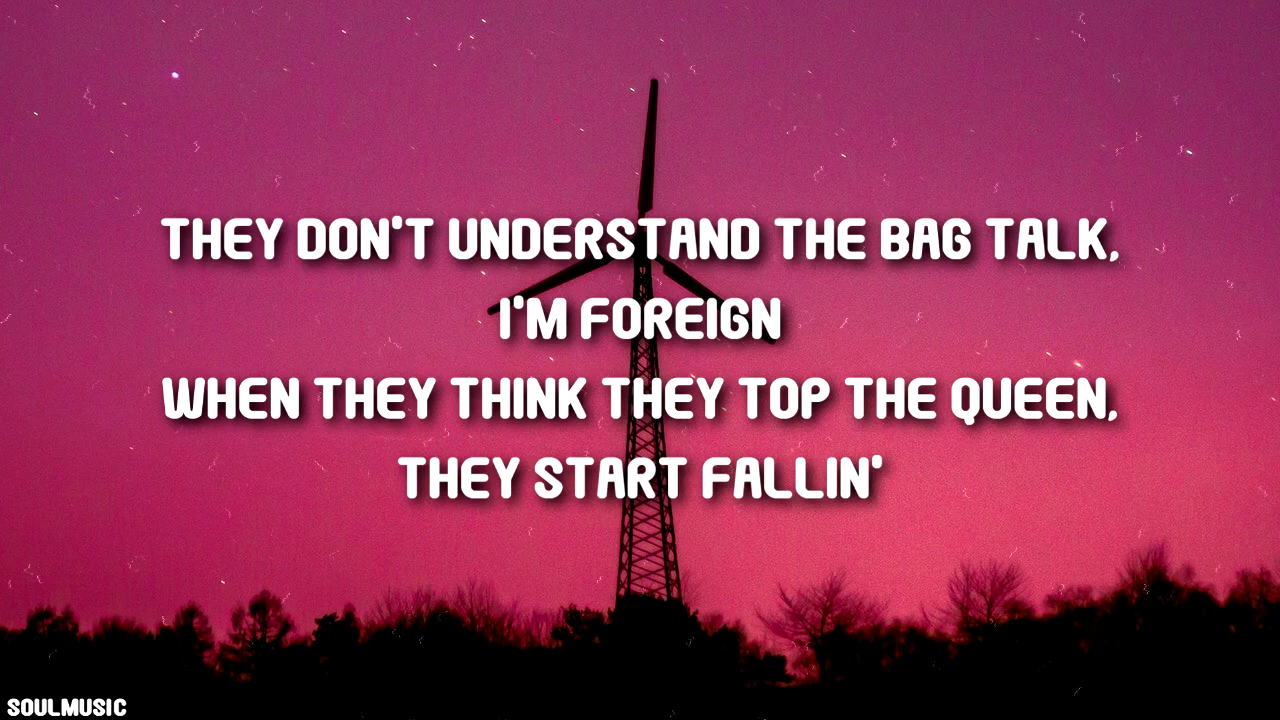 THEY DON'T UNDERSTAND THE BAG TALK,
I'M FOREIGN
WHEN THEY THINK THEY TOP THE QUEEN,
THEY START FALLIN'
SOULMUSIC